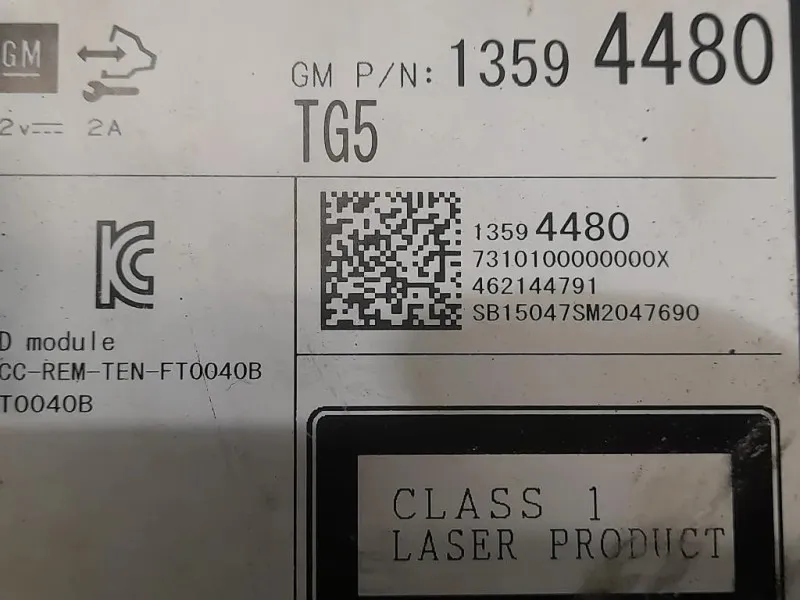 GM
GM P/N: 1359 4480
2v 2A
TG5
1359 4480
7310100000000X
462144791
SB15047SM2047690
KC
D module
CC-REM-TEN-FT0040B
T0040B
CLASS 1
LASER PRODUCT